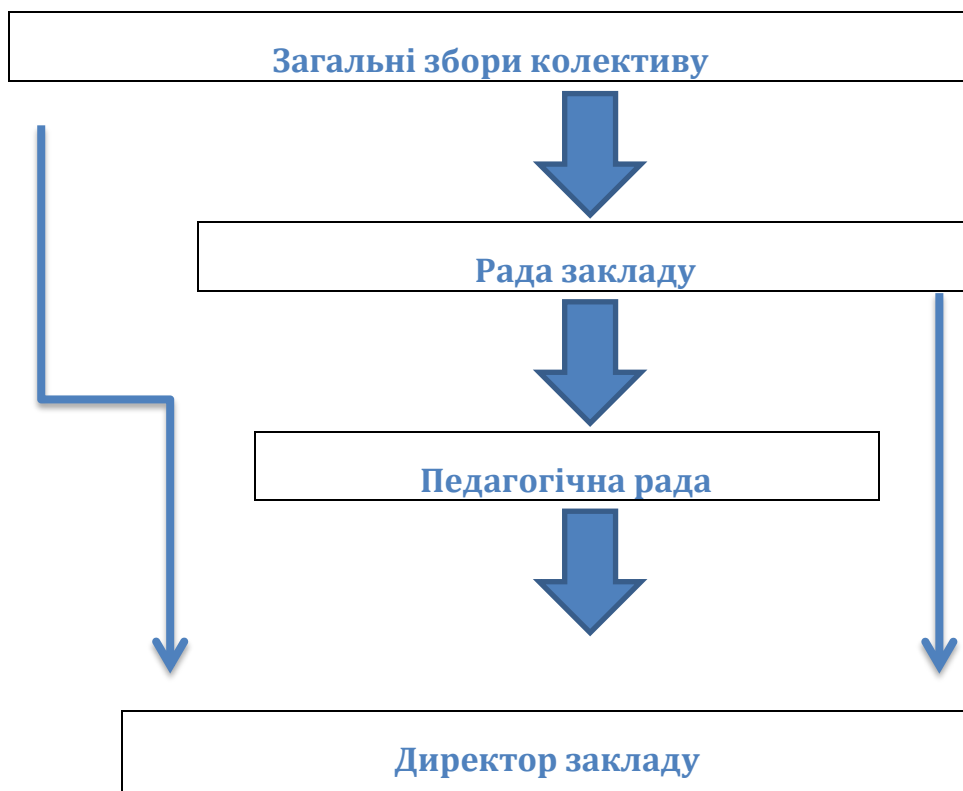 Загальні збори колективу
Рада закладу
Педагогічна рада
Директор закладу